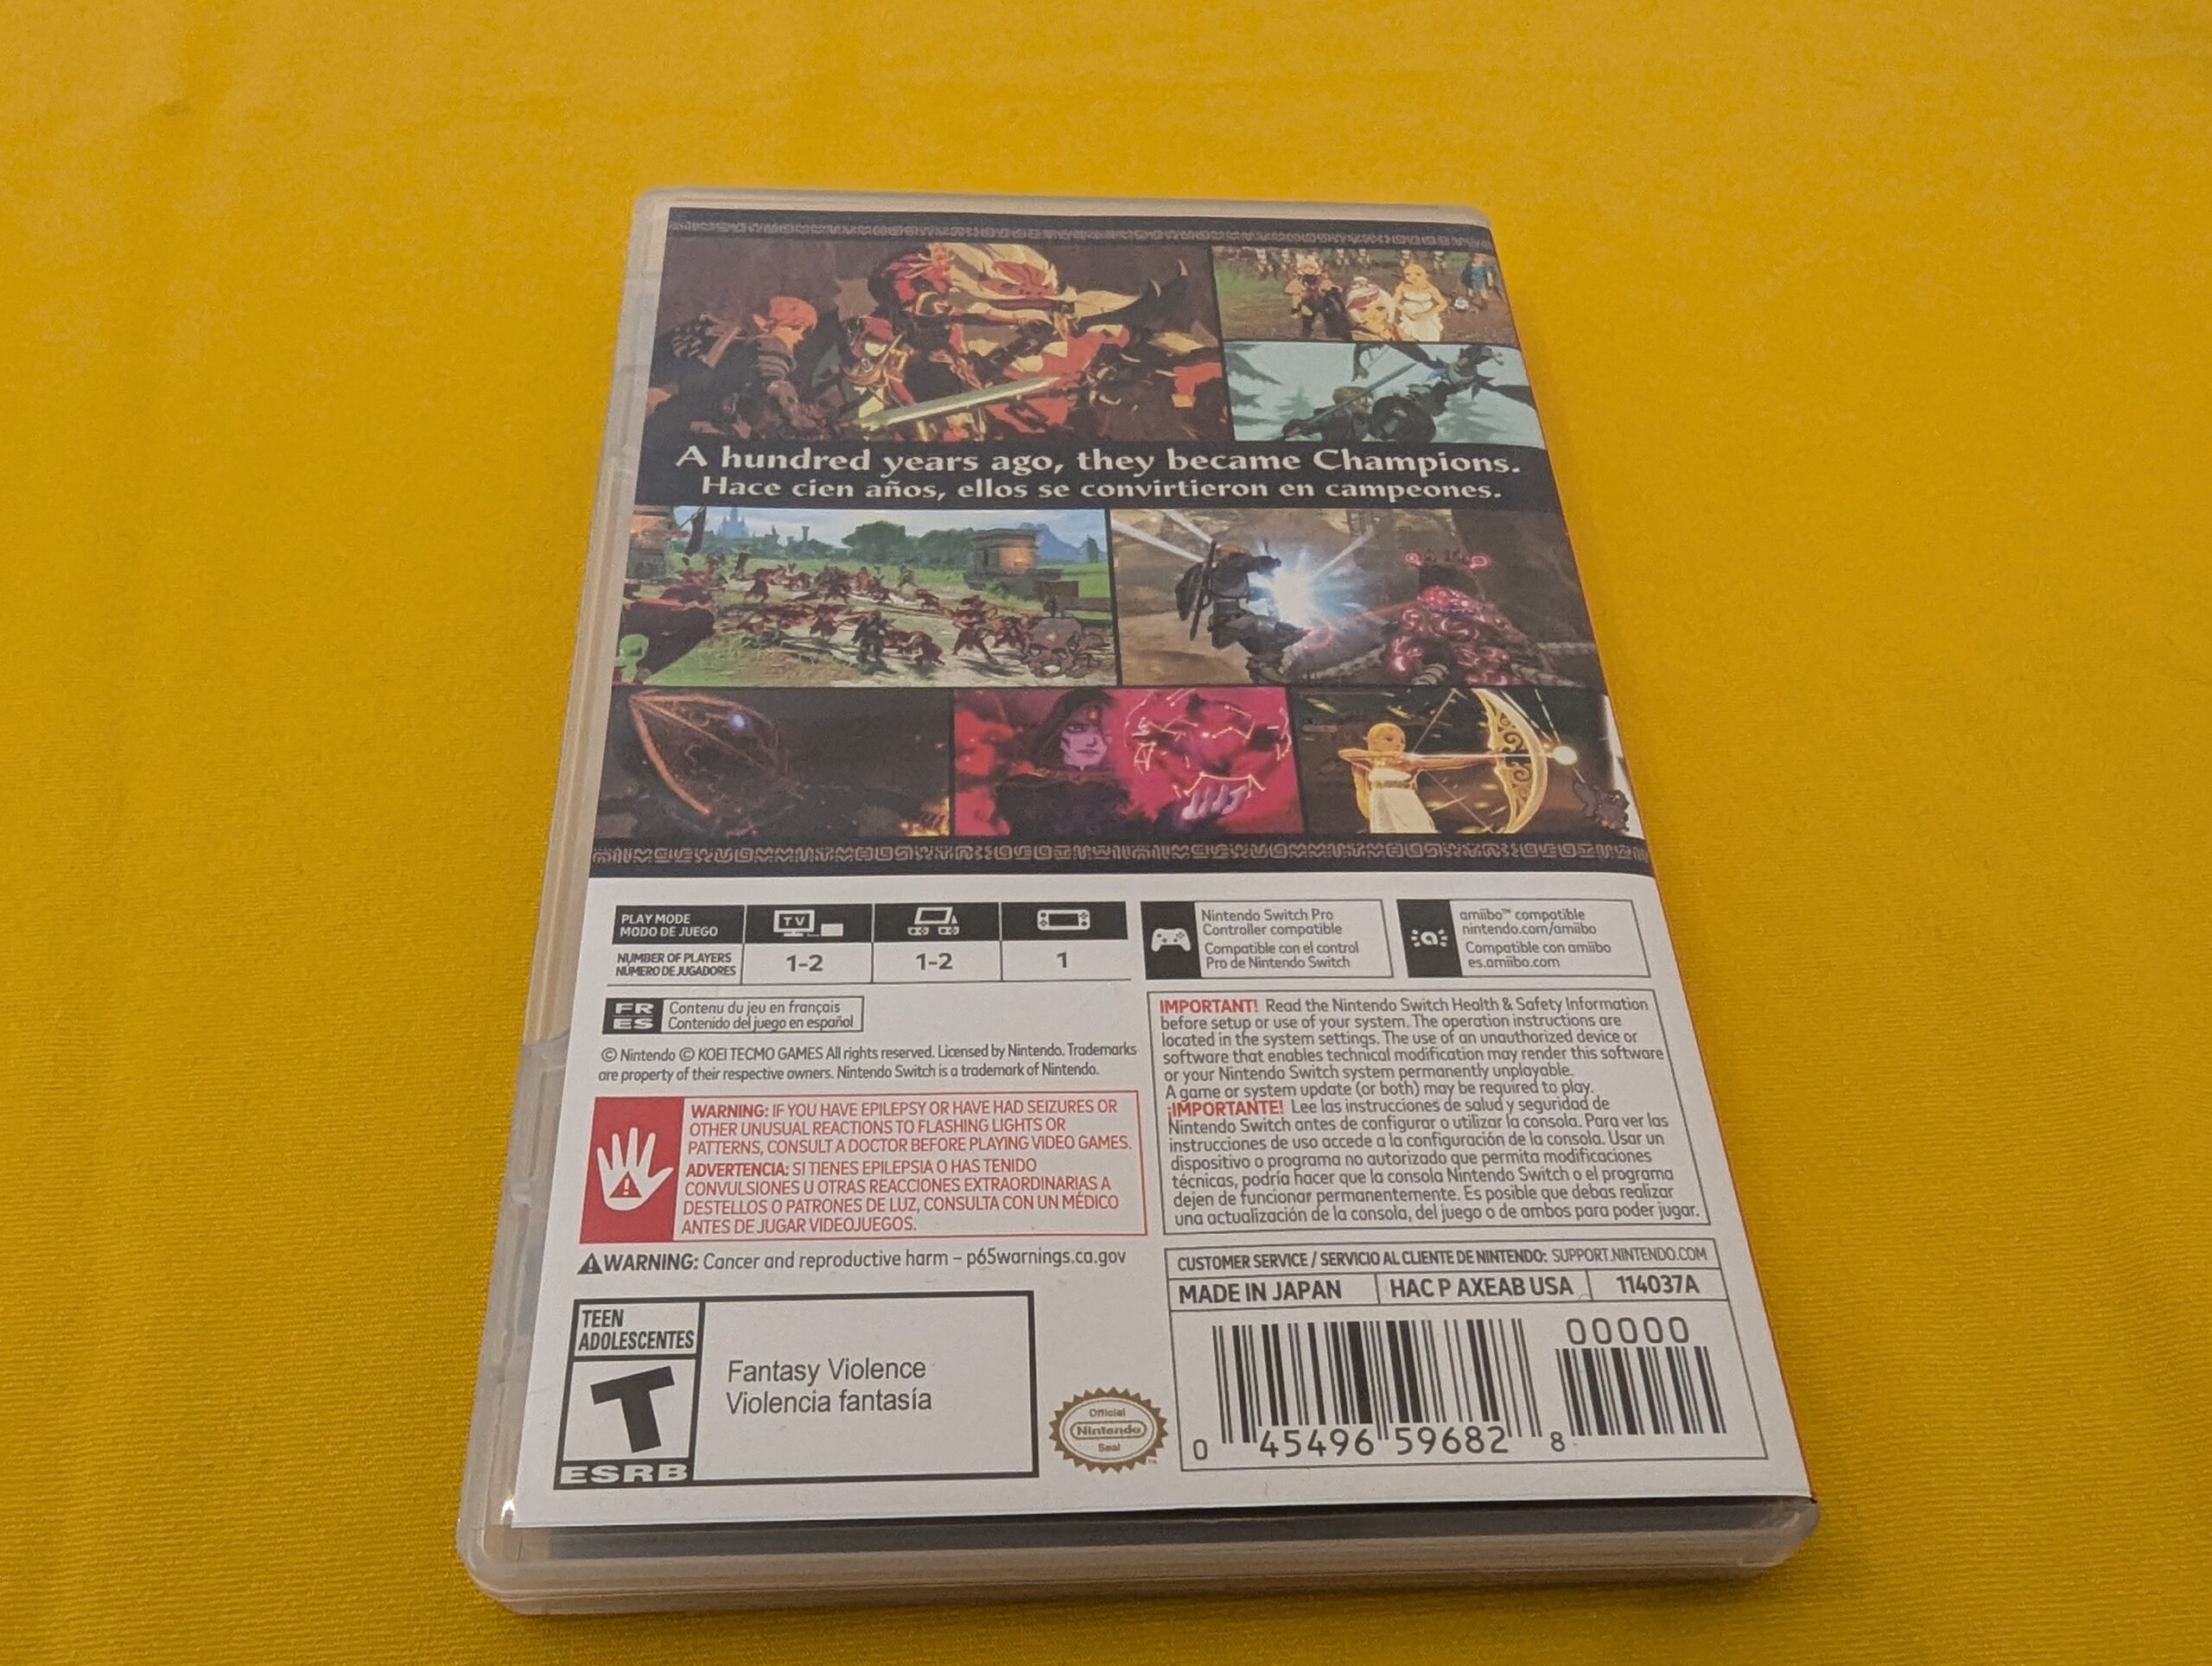 A hundred years ago, they became Champions.
Hace cien años, ellos se convirtieron en campeones.
PLAY MODE
MODO DE JUEGO
TV
NUMBER OF PLAYERS
NÚMERO DE JUGADORES
1-2
1-2
1
Nintendo Switch Pro
Controller compatible
Compatible con el control
Pro de Nintendo Switch
amiibo™ compatible
nintendo.com/amiibo
Compatible con amiibo
es.amiibo.com
FR
ES
Contenu du jeu en français
Contenido del juego en español
© Nintendo © KOEI TECMO GAMES All rights reserved. Licensed by Nintendo. Trademarks
are property of their respective owners. Nintendo Switch is a trademark of Nintendo.
WARNING: IF YOU HAVE EPILEPSY OR HAVE HAD SEIZURES OR
OTHER UNUSUAL REACTIONS TO FLASHING LIGHTS OR
PATTERNS, CONSULT A DOCTOR BEFORE PLAYING VIDEO GAMES.
ADVERTENCIA: SI TIENES EPILEPSIA O HAS TENIDO
CONVULSIONES U OTRAS REACCIONES EXTRAORDINARIAS A
DESTELLOS O PATRONES DE LUZ, CONSULTA CON UN MÉDICO
ANTES DE JUGAR VIDEOJUEGOS.
WARNING: Cancer and reproductive harm – p65warnings.ca.gov
IMPORTANT! Read the Nintendo Switch Health & Safety Information
before setup or use of your system. The operation instructions are
located in the system settings. The use of an unauthorized device or
software that enables technical modification may render this software
or your Nintendo Switch system permanently unplayable.
A game or system update (or both) may be required to play.
¡IMPORTANTE! Lee las instrucciones de salud y seguridad de
Nintendo Switch antes de configurar o utilizar la consola. Para ver las
instrucciones de uso accede a la configuración de la consola. Usar un
dispositivo o programa no autorizado que permita modificaciones
técnicas, podría hacer que la consola Nintendo Switch o el programa
dejen de funcionar permanentemente. Es posible que debas realizar
una actualización de la consola, del juego o de ambos para poder jugar.
CUSTOMER SERVICE / SERVICIO AL CLIENTE DE NINTENDO: SUPPORT.NINTENDO.COM
MADE IN JAPAN
HAC P AXEAB USA
114037A
TEEN
ADOLESCENTES
T
ESRB
Fantasy Violence
Violencia fantasía
Official
Nintendo
Seal
00000
0 45496 59682 8